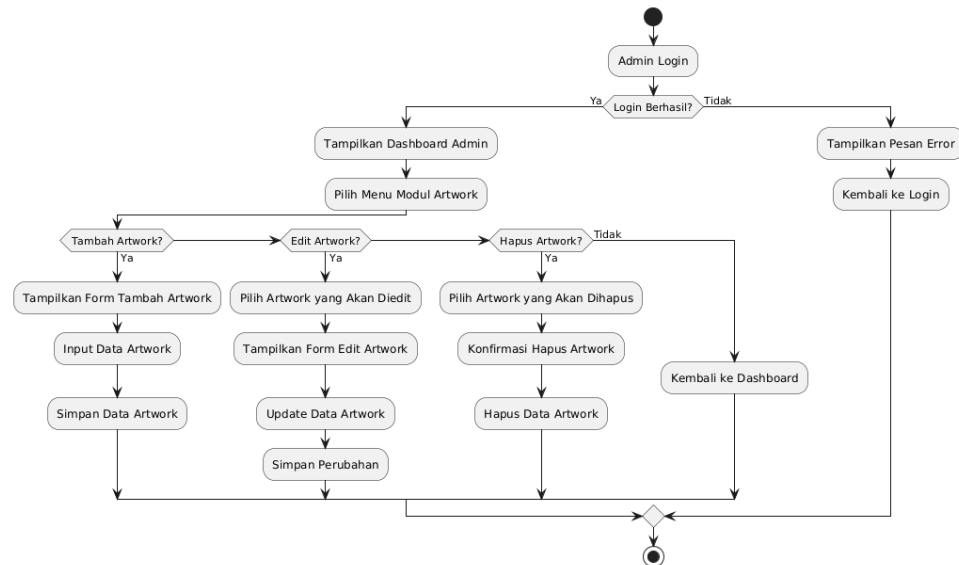 Admin Login
Ya
Login Berhasil?
Tidak
Tampilkan Dashboard Admin
Tampilkan Pesan Error
Pilih Menu Modul Artwork
Kembali ke Login
Tambah Artwork?
Edit Artwork?
Hapus Artwork?
Tidak
Ya
Ya
Ya
Tampilkan Form Tambah Artwork
Pilih Artwork yang Akan Diedit
Pilih Artwork yang Akan Dihapus
Input Data Artwork
Tampilkan Form Edit Artwork
Konfirmasi Hapus Artwork
Kembali ke Dashboard
Simpan Data Artwork
Update Data Artwork
Hapus Data Artwork
Simpan Perubahan